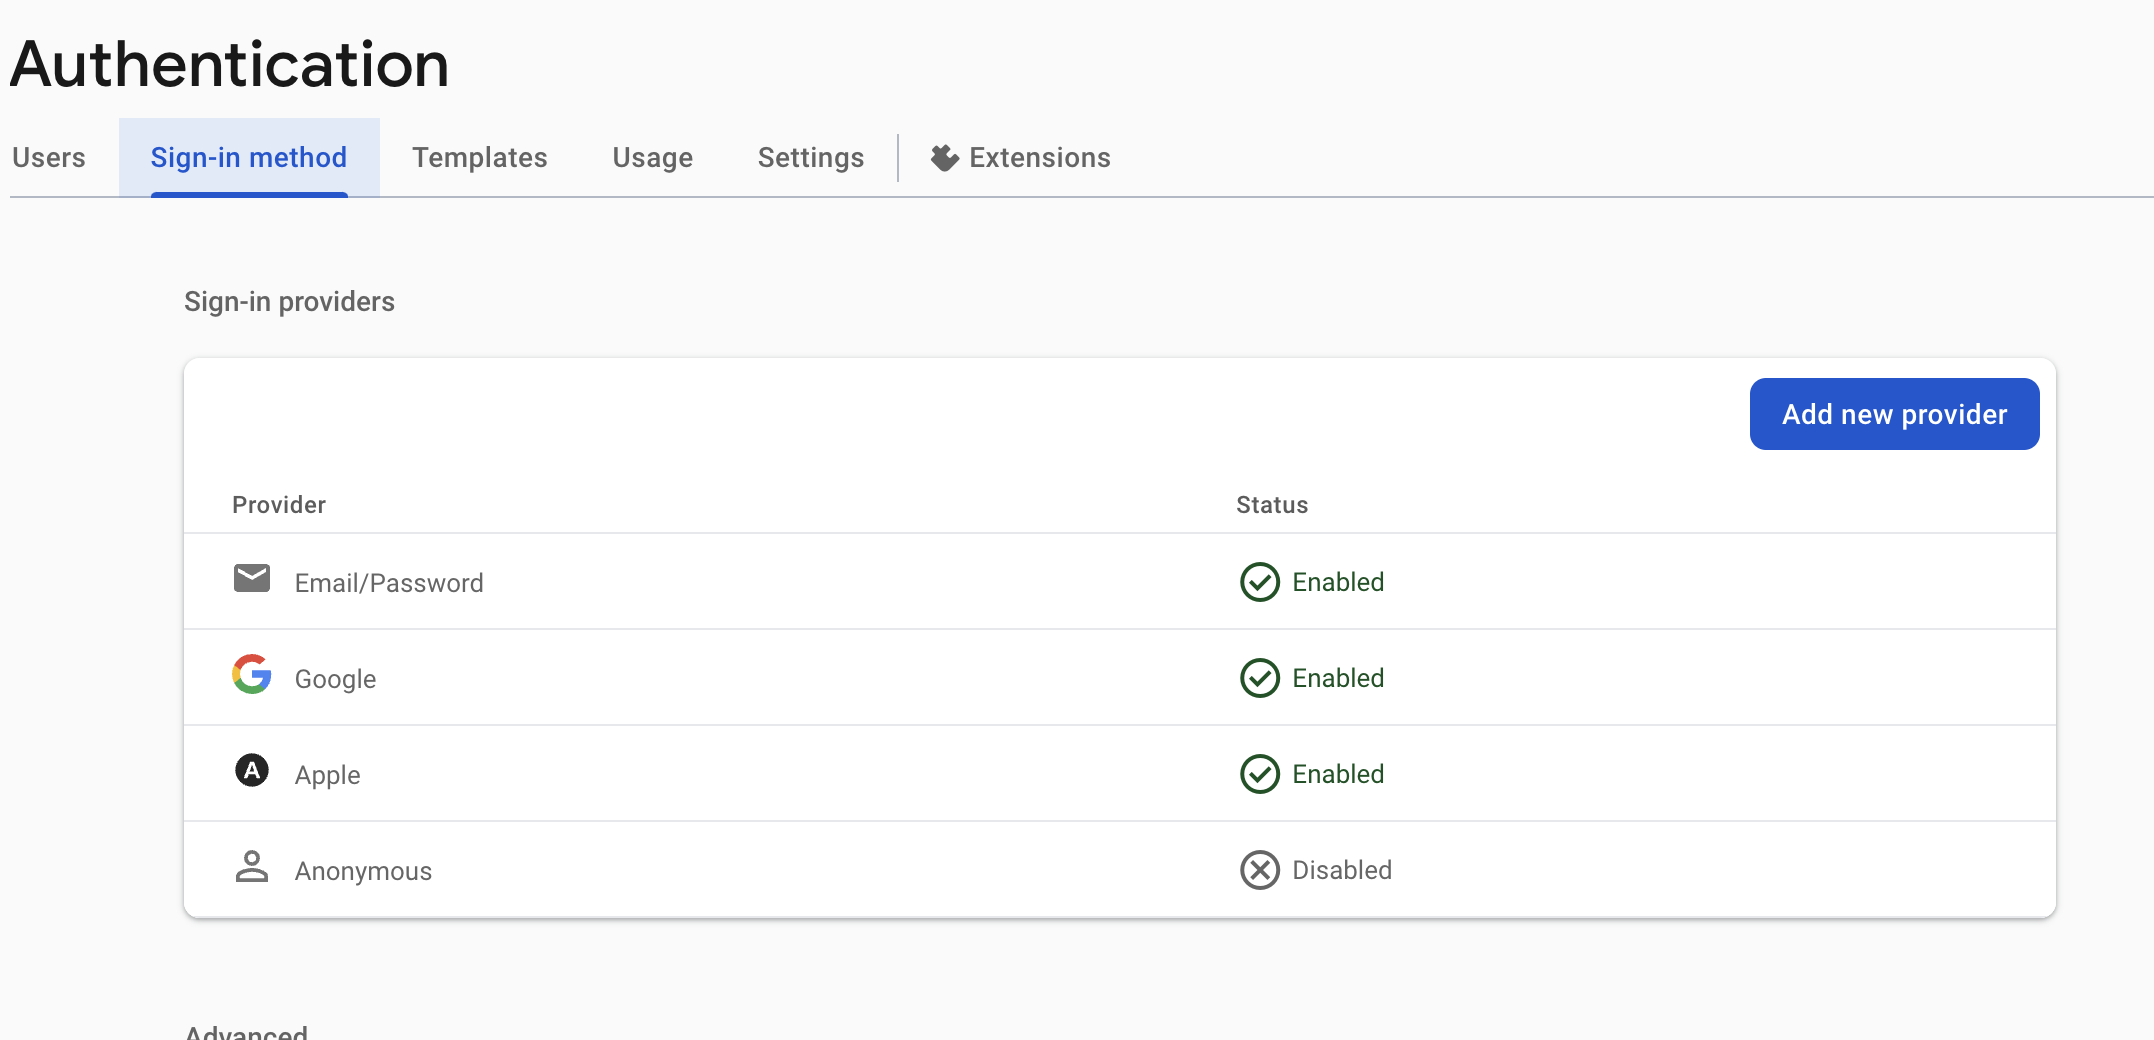 Authentication
Users Sign-in method Templates Usage Settings Extensions
Sign-in providers
Add new provider
Provider Status
Email/Password Enabled
Google Enabled
Apple Enabled
Anonymous Disabled
Advanced